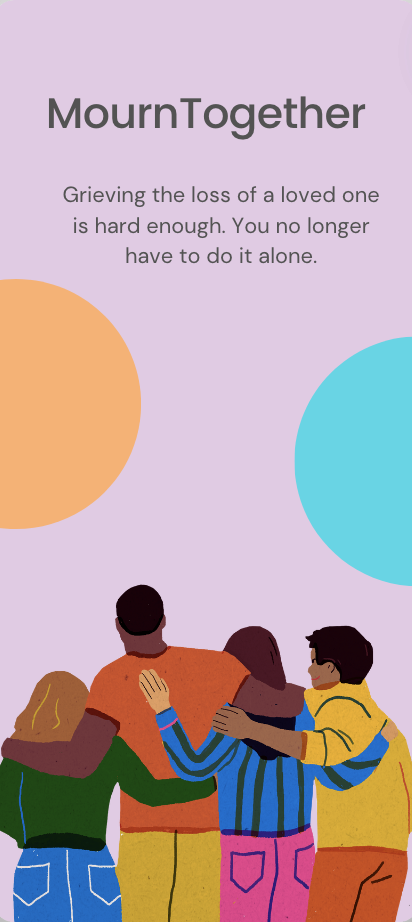 MournTogether
Grieving the loss of a loved one
is hard enough. You no longer
have to do it alone.